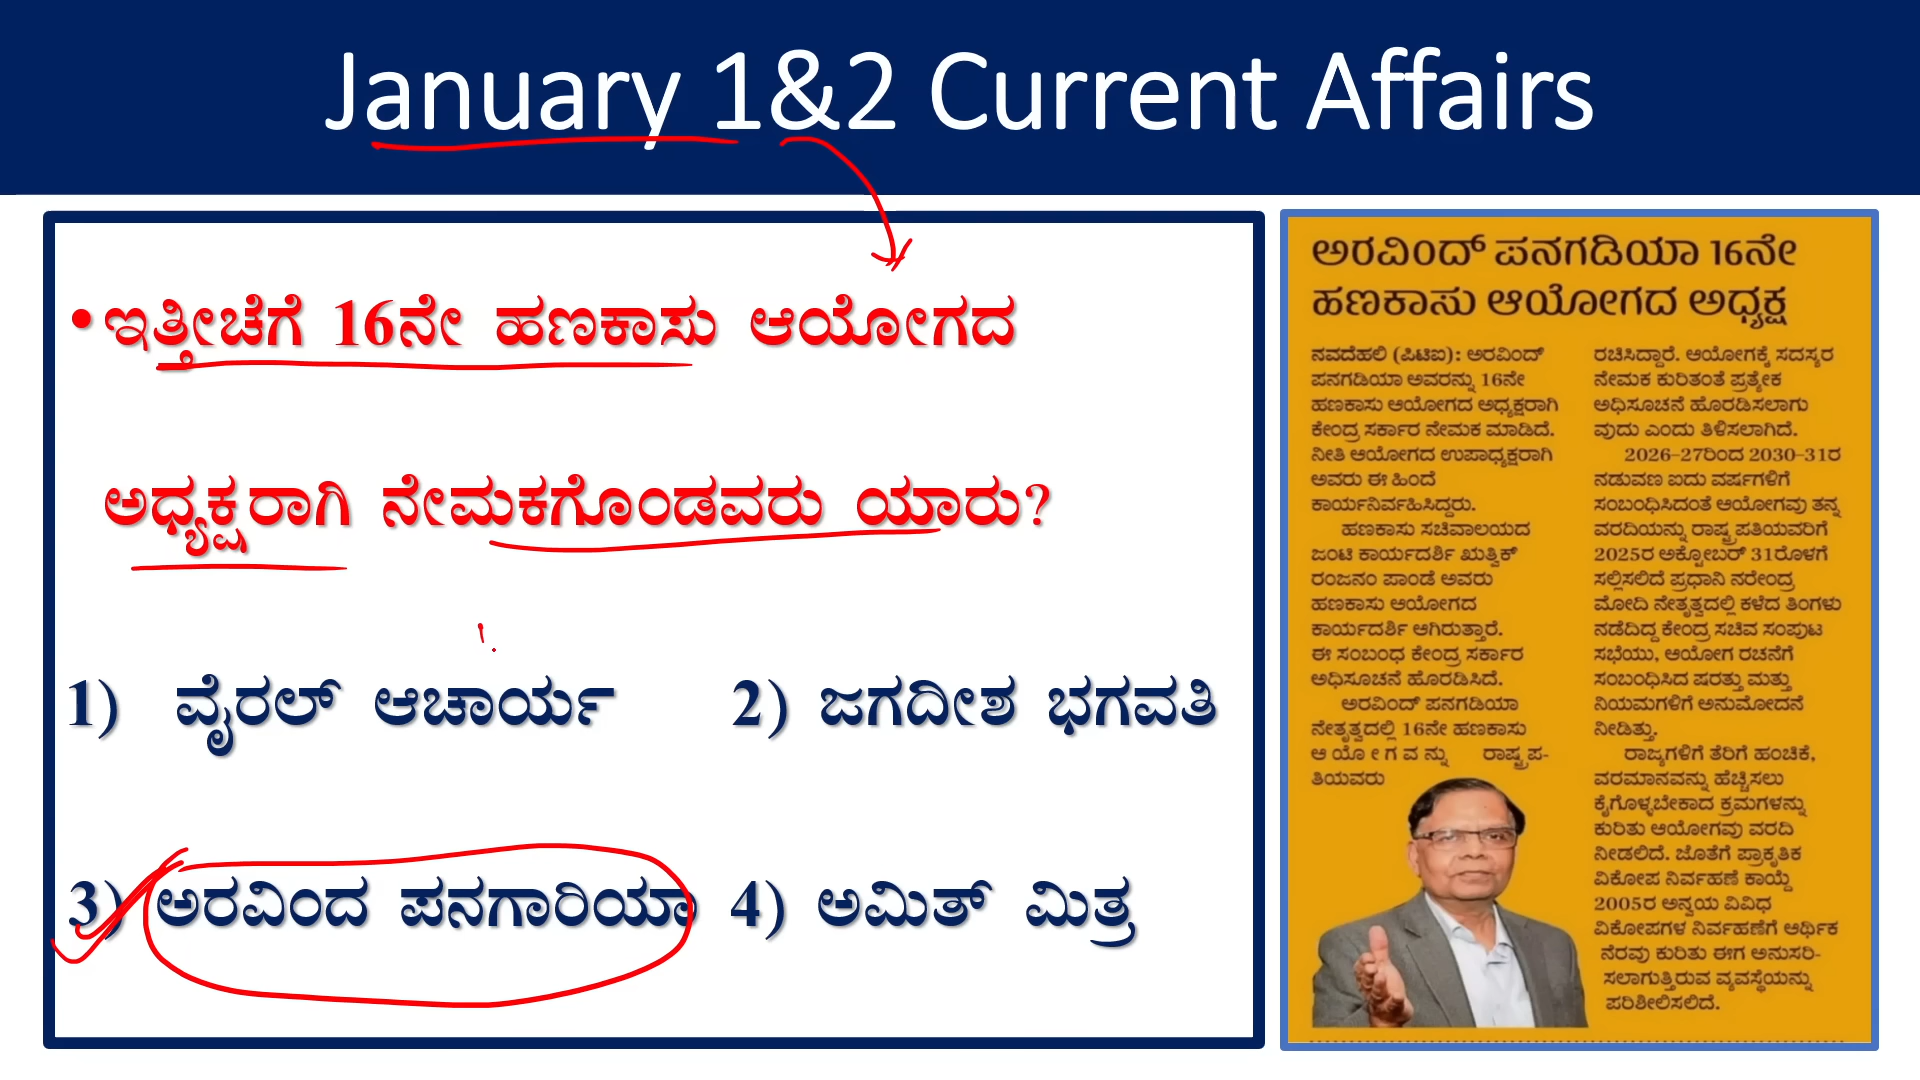 January 1&2 Current Affairs
•ಇತ್ತೀಚೆಗೆ 16ನೇ ಹಣಕಾಸು ಆಯೋಗದ
ಅಧ್ಯಕ್ಷರಾಗಿ ನೇಮಕಗೊಂಡವರು ಯಾರು?
1) ವೈರಲ್ ಆಚಾರ್ಯ 2) ಜಗದೀಶ ಭಗವತಿ
3) ಅರವಿಂದ ಪನಗಾರಿಯಾ 4) ಅಮಿತ್ ಮಿತ್ರ
ಅರವಿಂದ್ ಪನಗಡಿಯಾ 16ನೇ
ಹಣಕಾಸು ಆಯೋಗದ ಅಧ್ಯಕ್ಷ
ನವದೆಹಲಿ (ಪಿಟಿಐ): ಅರವಿಂದ್
ಪನಗಡಿಯಾ ಅವರನ್ನು 16ನೇ
ಹಣಕಾಸು ಆಯೋಗದ ಅಧ್ಯಕ್ಷರಾಗಿ
ಕೇಂದ್ರ ಸರ್ಕಾರ ನೇಮಕ ಮಾಡಿದೆ.
ನೀತಿ ಆಯೋಗದ ಉಪಾಧ್ಯಕ್ಷರಾಗಿ
ಅವರು ಈ ಹಿಂದೆ
ಕಾರ್ಯನಿರ್ವಹಿಸಿದ್ದರು.
ಹಣಕಾಸು ಸಚಿವಾಲಯದ
ಜಂಟಿ ಕಾರ್ಯದರ್ಶಿ ಋತ್ವಿಕ್
ರಂಜನಂ ಪಾಂಡೆ ಅವರು
ಹಣಕಾಸು ಆಯೋಗದ
ಕಾರ್ಯದರ್ಶಿ ಆಗಿರುತ್ತಾರೆ.
ಈ ಸಂಬಂಧ ಕೇಂದ್ರ ಸರ್ಕಾರ
ಅಧಿಸೂಚನೆ ಹೊರಡಿಸಿದೆ.
ಅರವಿಂದ್ ಪನಗಡಿಯಾ
ನೇತೃತ್ವದಲ್ಲಿ 16ನೇ ಹಣಕಾಸು
ಆಯೋಗವನ್ನು ರಾಷ್ಟ್ರಪ-
ತಿಯವರು
ರಚಿಸಿದ್ದಾರೆ. ಆಯೋಗಕ್ಕೆ ಸದಸ್ಯರ
ನೇಮಕ ಕುರಿತಂತೆ ಪ್ರತ್ಯೇಕ
ಅಧಿಸೂಚನೆ ಹೊರಡಿಸಲಾಗು
ವುದು ಎಂದು ತಿಳಿಸಲಾಗಿದೆ.
2026–27ರಿಂದ 2030–31ರ
ನಡುವಣ ಐದು ವರ್ಷಗಳಿಗೆ
ಸಂಬಂಧಿಸಿದಂತೆ ಆಯೋಗವು ತನ್ನ
ವರದಿಯನ್ನು ರಾಷ್ಟ್ರಪತಿಯವರಿಗೆ
2025ರ ಅಕ್ಟೋಬರ್ 31ರೊಳಗೆ
ಸಲ್ಲಿಸಲಿದೆ ಪ್ರಧಾನಿ ನರೇಂದ್ರ
ಮೋದಿ ನೇತೃತ್ವದಲ್ಲಿ ಕಳೆದ ತಿಂಗಳು
ನಡೆದಿದ್ದ ಕೇಂದ್ರ ಸಚಿವ ಸಂಪುಟ
ಸಭೆಯು, ಆಯೋಗ ರಚನೆಗೆ
ಸಂಬಂಧಿಸಿದ ಷರತ್ತು ಮತ್ತು
ನಿಯಮಗಳಿಗೆ ಅನುಮೋದನೆ
ನೀಡಿತ್ತು.
ರಾಜ್ಯಗಳಿಗೆ ತೆರಿಗೆ ಹಂಚಿಕೆ,
ವರಮಾನವನ್ನು ಹೆಚ್ಚಿಸಲು
ಕೈಗೊಳ್ಳಬೇಕಾದ ಕ್ರಮಗಳನ್ನು
ಕುರಿತು ಆಯೋಗವು ವರದಿ
ನೀಡಲಿದೆ. ಜೊತೆಗೆ ಪ್ರಾಕೃತಿಕ
ವಿಕೋಪ ನಿರ್ವಹಣೆ ಕಾಯ್ದೆ
2005ರ ಅನ್ವಯ ವಿವಿಧ
ವಿಕೋಪಗಳ ನಿರ್ವಹಣೆಗೆ ಆರ್ಥಿಕ
ನೆರವು ಕುರಿತು ಈಗ ಅನುಸರಿ-
ಸಲಾಗುತ್ತಿರುವ ವ್ಯವಸ್ಥೆಯನ್ನು
ಪರಿಶೀಲಿಸಲಿದೆ.